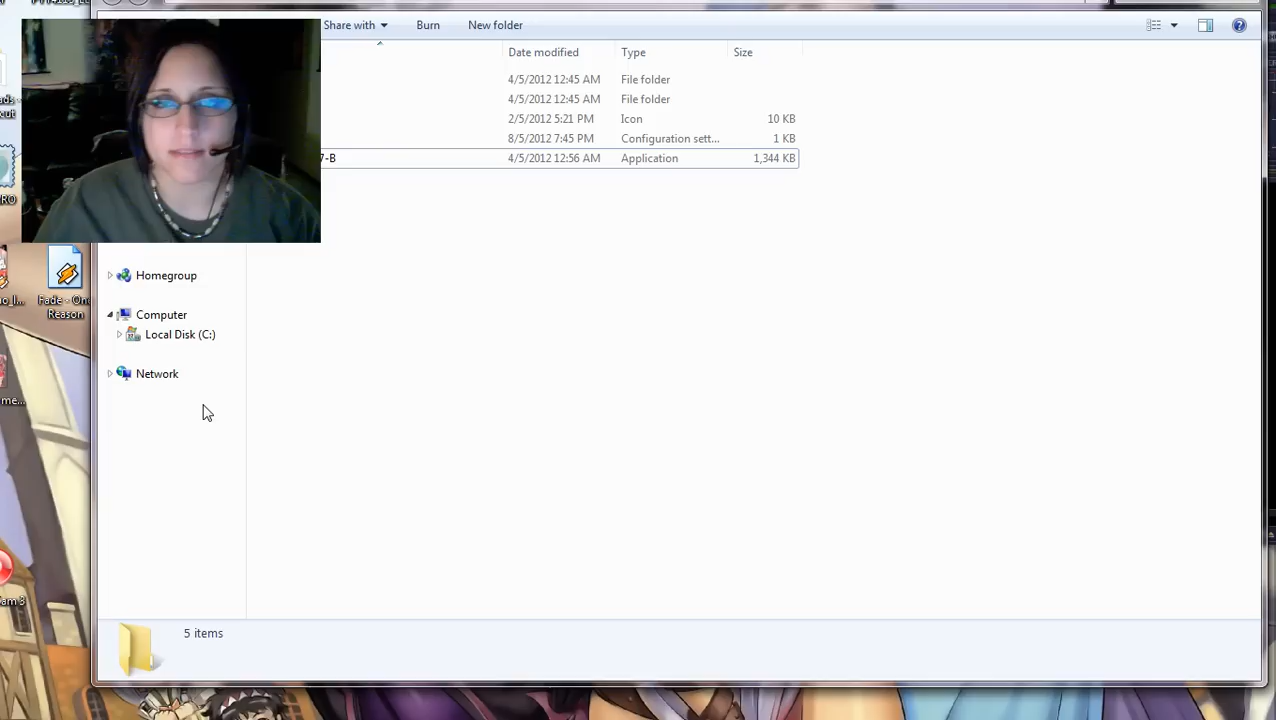 Share with Burn New folder
Date modified Type Size
4/5/2012 12:45 AM File folder
4/5/2012 12:45 AM File folder
2/5/2012 5:21 PM Icon 10 KB
8/5/2012 7:45 PM Configuration sett... 1 KB
7-B 4/5/2012 12:56 AM Application 1,344 KB
RO
Homegroup
Fade - On
Reason
Computer
Local Disk (C:)
Network
me...
5 items